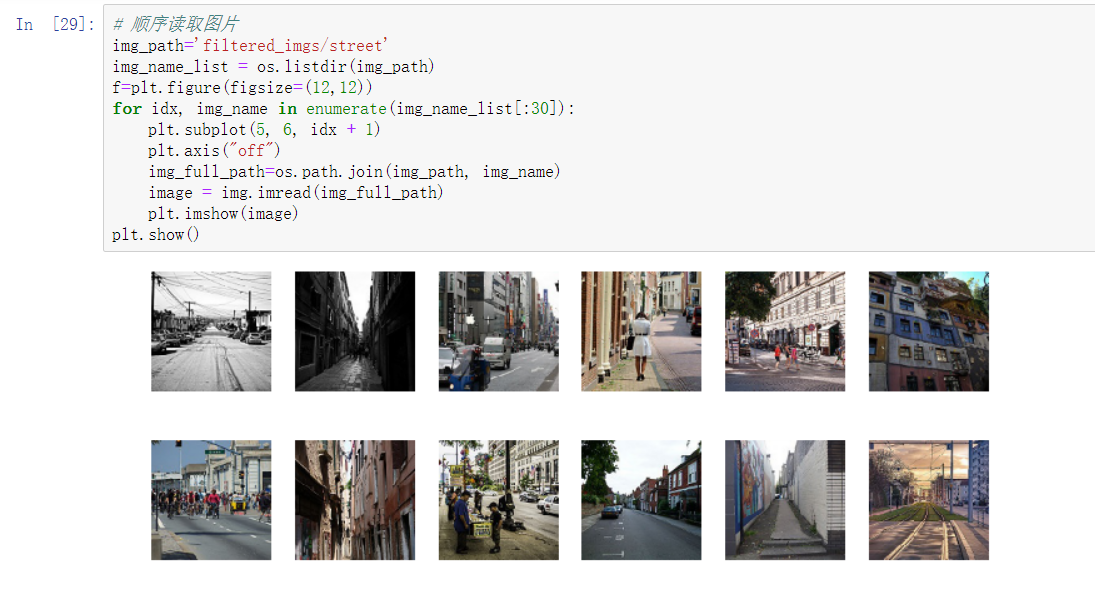 In [29]:
# 顺序读取图片
img_path='filtered_imgs/street'
img_name_list = os.listdir(img_path)
f=plt.figure(figsize=(12,12))
for idx, img_name in enumerate(img_name_list[:30]):
    plt.subplot(5, 6, idx + 1)
    plt.axis("off")
    img_full_path=os.path.join(img_path, img_name)
    image = img.imread(img_full_path)
    plt.imshow(image)
plt.show()